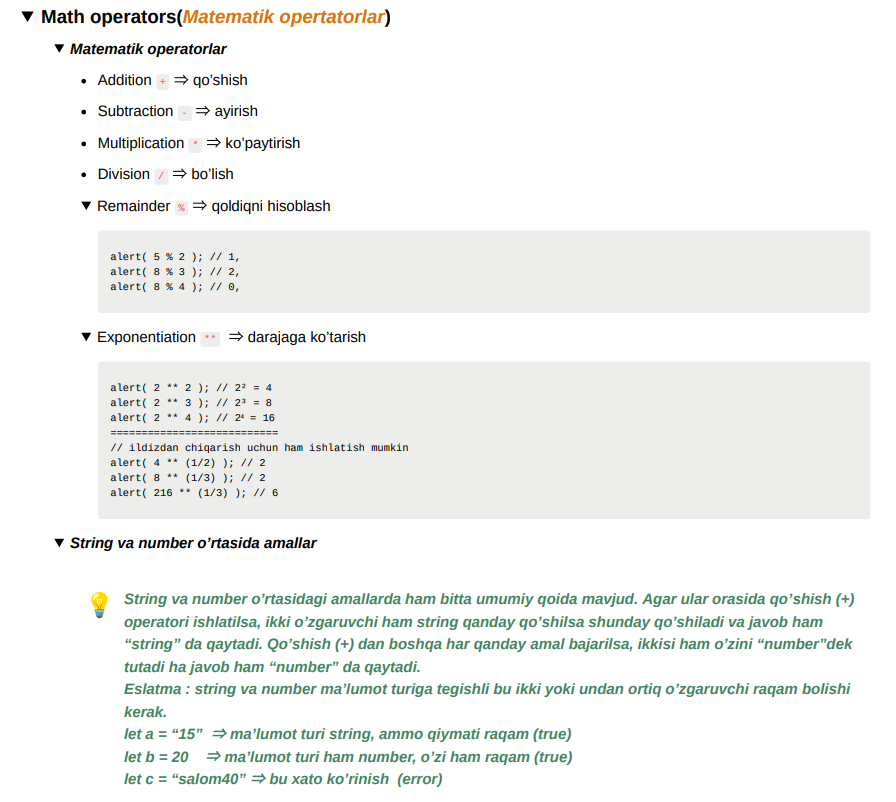 Math operators(Matematik opertatorlar)
Matematik operatorlar
Addition + ⇒ qo’shish
Subtraction - ⇒ ayirish
Multiplication * ⇒ ko’paytirish
Division / ⇒ bo’lish
Remainder % ⇒ qoldiqni hisoblash
alert( 5 % 2 ); // 1,
alert( 8 % 3 ); // 2,
alert( 8 % 4 ); // 0,
Exponentiation ** ⇒ darajaga ko’tarish
alert( 2 ** 2 ); // 2² = 4
alert( 2 ** 3 ); // 2³ = 8
alert( 2 ** 4 ); // 2⁴ = 16
===========================
// ildizdan chiqarish uchun ham ishlatish mumkin
alert( 4 ** (1/2) ); // 2
alert( 8 ** (1/3) ); // 2
alert( 216 ** (1/3) ); // 6
String va number o’rtasida amallar
String va number o’rtasidagi amallarda ham bitta umumiy qoida mavjud. Agar ular orasida qo’shish (+)
operatori ishlatilsa, ikki o’zgaruvchi ham string qanday qo’shilsa shunday qo’shiladi va javob ham
“string” da qaytadi. Qo’shish (+) dan boshqa har qanday amal bajarilsa, ikkisi ham o’zini “number”dek
tutadi ha javob ham “number” da qaytadi.
Eslatma : string va number ma’lumot turiga tegishli bu ikki yoki undan ortiq o’zgaruvchi raqam bolishi
kerak.
let a = “15” ⇒ ma’lumot turi string, ammo qiymati raqam (true)
let b = 20 ⇒ ma’lumot turi ham number, o’zi ham raqam (true)
let c = “salom40” ⇒ bu xato ko’rinish (error)